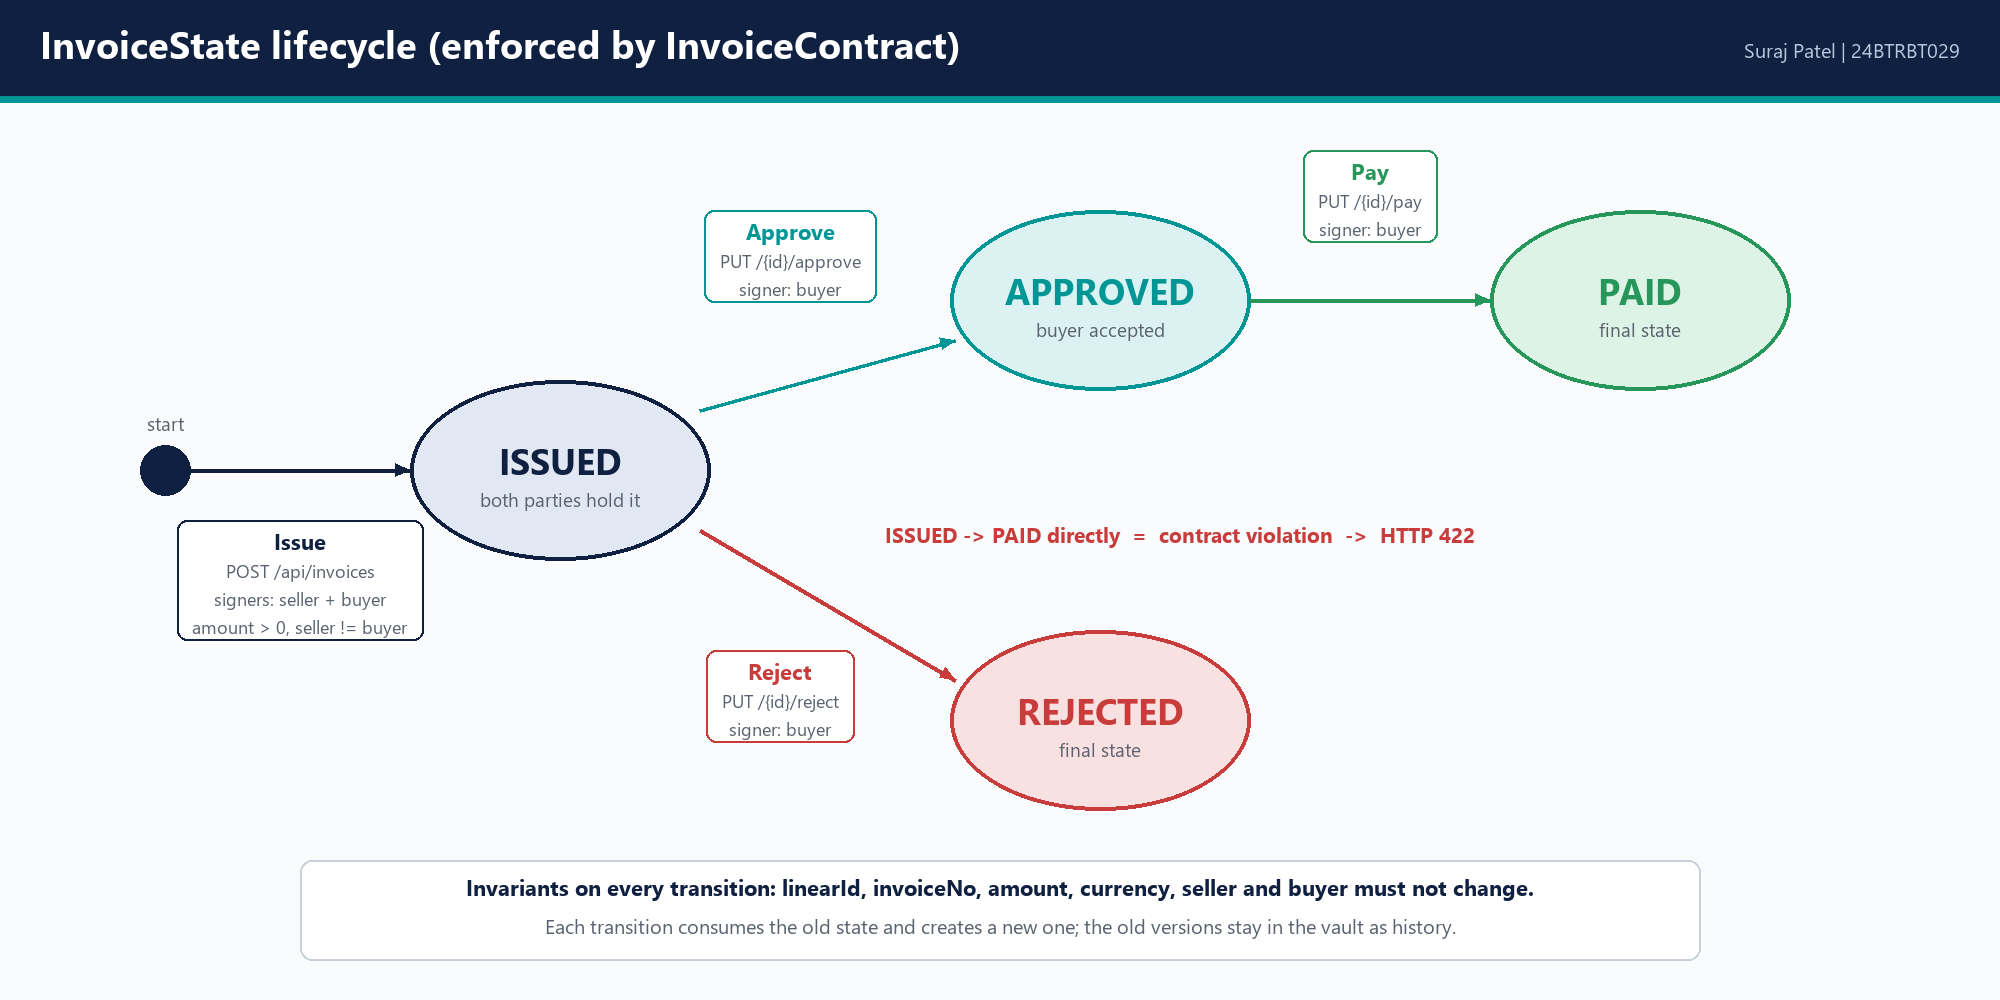 InvoiceState lifecycle (enforced by InvoiceContract)
Suraj Patel | 24BTRBT029
Pay
PUT /{id}/pay
signer: buyer
Approve
PUT /{id}/approve
signer: buyer
APPROVED
buyer accepted
PAID
final state
start
ISSUED
both parties hold it
Issue
POST /api/invoices
signers: seller + buyer
amount > 0, seller != buyer
ISSUED -> PAID directly = contract violation -> HTTP 422
Reject
PUT /{id}/reject
signer: buyer
REJECTED
final state
Invariants on every transition: linearId, invoiceNo, amount, currency, seller and buyer must not change.
Each transition consumes the old state and creates a new one; the old versions stay in the vault as history.